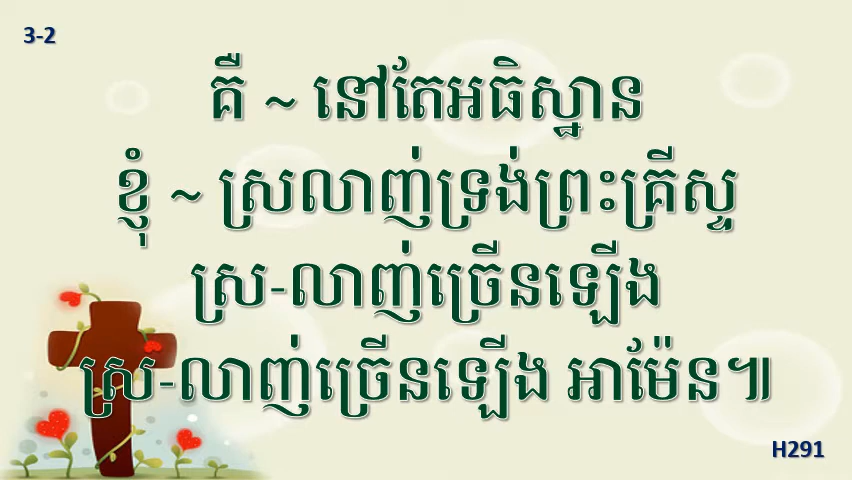 3-2
គឺ ~ នៅតែអធិស្ឋាន
ខ្ញុំ ~ ស្រលាញ់ទ្រង់ព្រះគ្រីស្ទ
ស្រ-លាញ់ច្រើនឡើង
ស្រ-លាញ់ច្រើនឡើង អាម៉ែន៕
H291